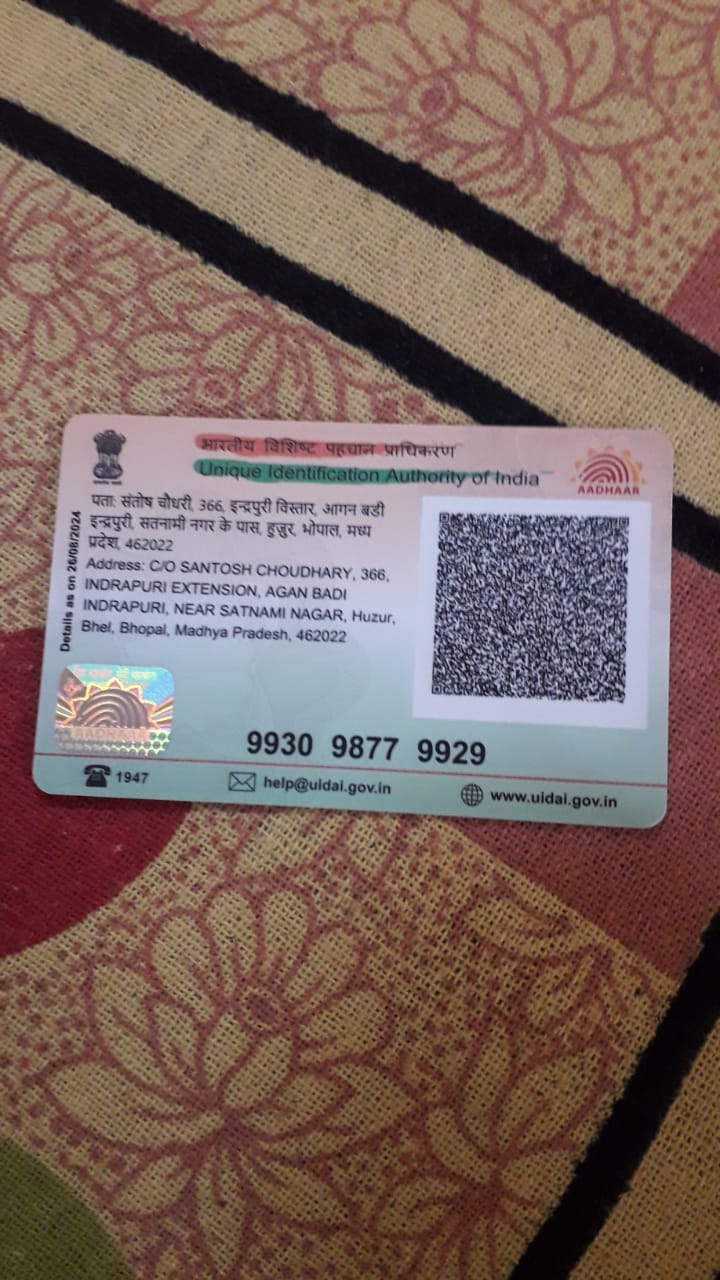 भारतीय विशिष्ट पहचान प्राधिकरण
Unique Identification Authority of India
AADHAAR
Details as on 26/08/2024
पता: संतोष चौधरी, 366, इन्द्रपुरी विस्तार, आगन बडी
इन्द्रपुरी, सतनामी नगर के पास, हुजुर, भोपाल, मध्य
प्रदेश, 462022
Address: C/O SANTOSH CHOUDHARY, 366,
INDRAPURI EXTENSION, AGAN BADI
INDRAPURI, NEAR SATNAMI NAGAR, Huzur,
Bhel, Bhopal, Madhya Pradesh, 462022
AADHAAR
9930 9877 9929
1947
help@uidai.gov.in
www.uidai.gov.in